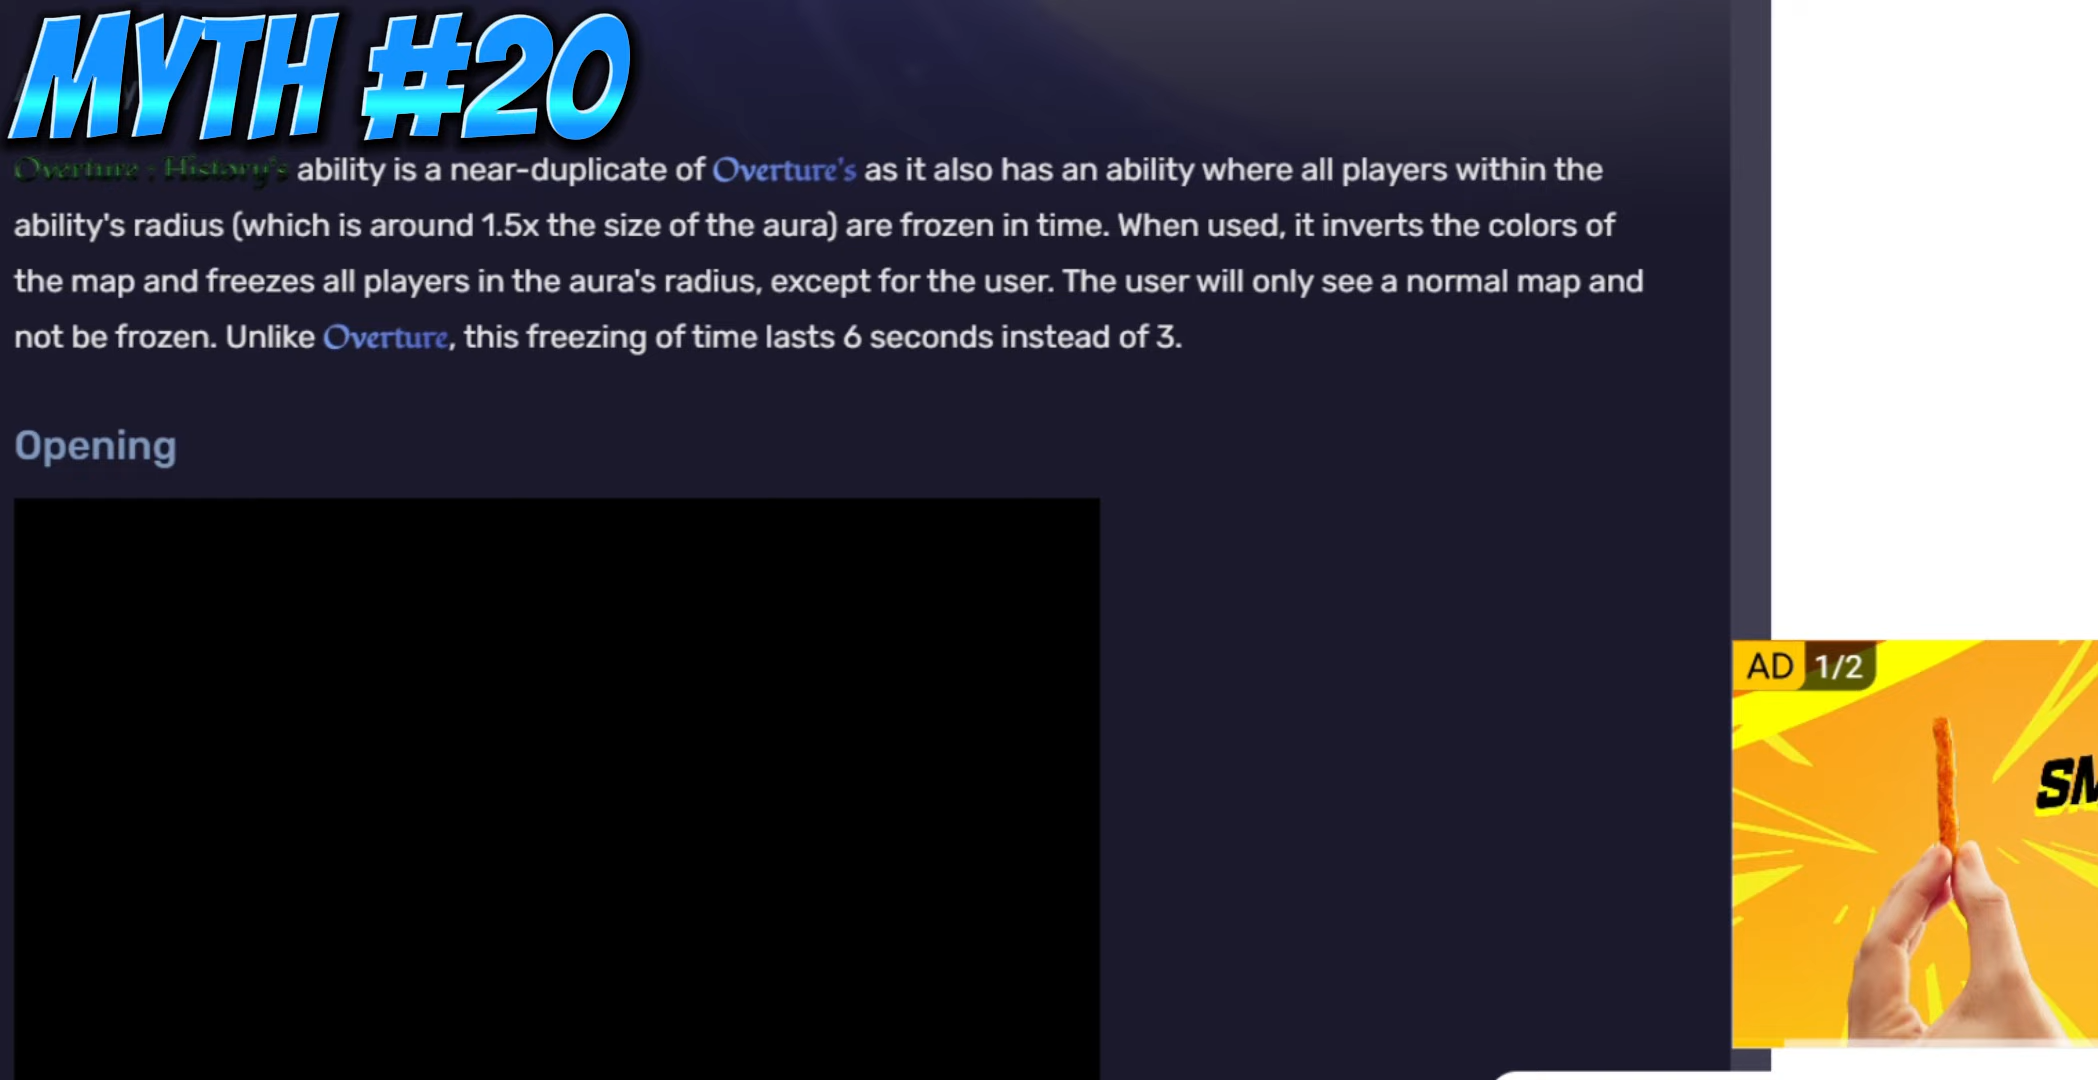 MYTH #20
Overture : History's ability is a near-duplicate of Overture's as it also has an ability where all players within the
ability's radius (which is around 1.5x the size of the aura) are frozen in time. When used, it inverts the colors of
the map and freezes all players in the aura's radius, except for the user. The user will only see a normal map and
not be frozen. Unlike Overture, this freezing of time lasts 6 seconds instead of 3.
Opening
AD 1/2